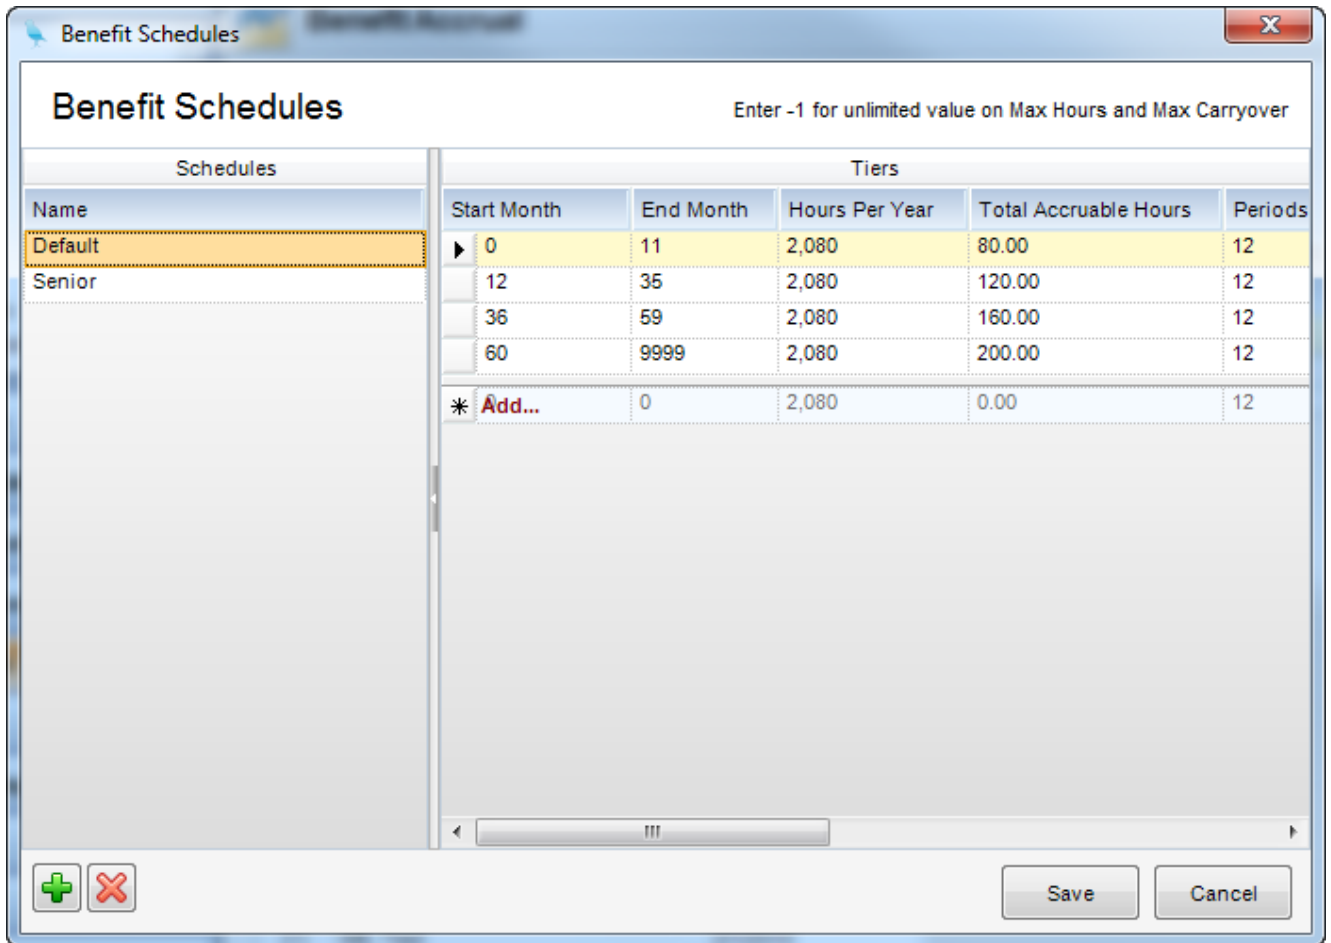 Benefit Schedules
Benefit Accrual
Benefit Schedules
Enter -1 for unlimited value on Max Hours and Max Carryover
Schedules
Tiers
Name
Start Month End Month Hours Per Year Total Accruable Hours Periods
Default
0 11 2,080 80.00 12
Senior
12 35 2,080 120.00 12
36 59 2,080 160.00 12
60 9999 2,080 200.00 12
Add... 0 2,080 0.00 12
Save
Cancel